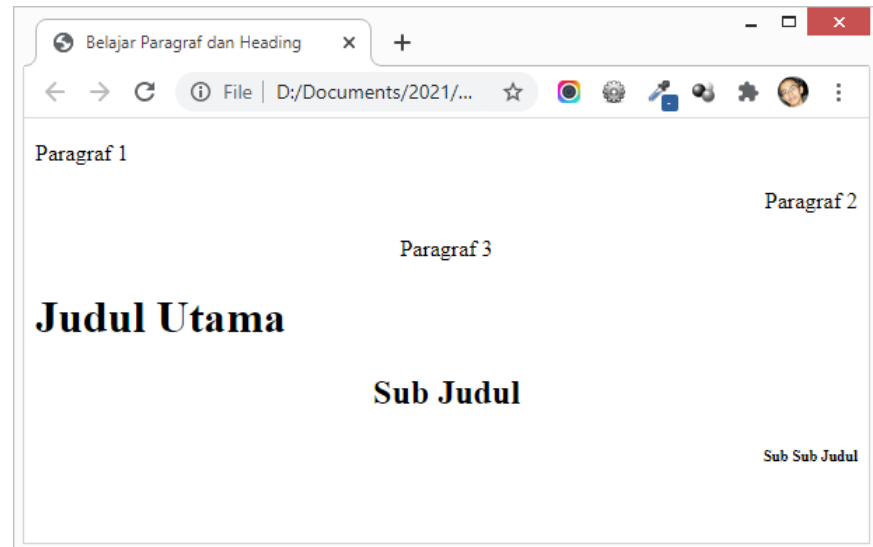 Belajar Paragraf dan Heading
File | D:/Documents/2021/...
Paragraf 1
Paragraf 2
Paragraf 3
Judul Utama
Sub Judul
Sub Sub Judul